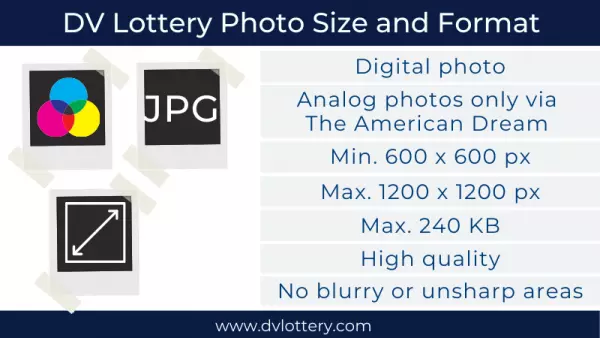 DV Lottery Photo Size and Format
JPG
Digital photo
Analog photos only via
The American Dream
Min. 600 x 600 px
Max. 1200 x 1200 px
Max. 240 KB
High quality
No blurry or unsharp areas
www.dvlottery.com